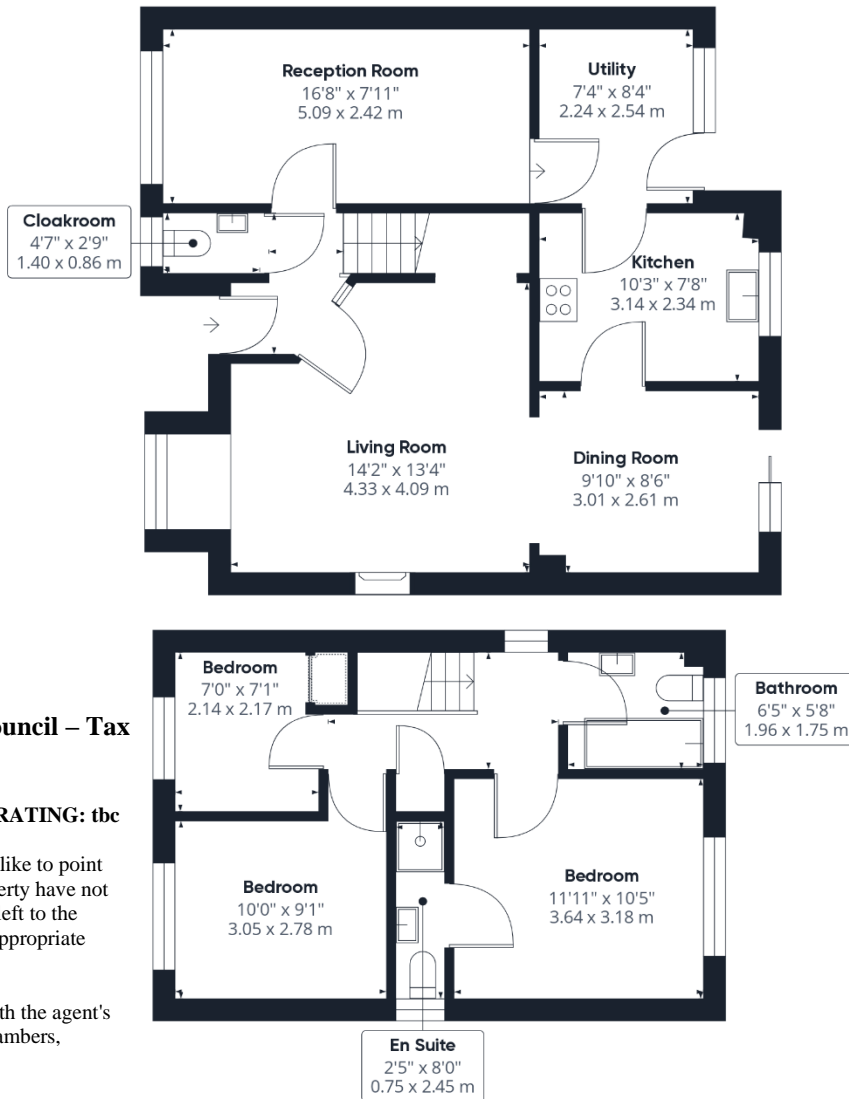 Reception Room
16'8" x 7'11"
5.09 x 2.42 m
Utility
7'4" x 8'4"
2.24 x 2.54 m
Cloakroom
4'7" x 2'9"
1.40 x 0.86 m
Kitchen
10'3" x 7'8"
3.14 x 2.34 m
Living Room
14'2" x 13'4"
4.33 x 4.09 m
Dining Room
9'10" x 8'6"
3.01 x 2.61 m
Bedroom
7'0" x 7'1"
2.14 x 2.17 m
Bathroom
6'5" x 5'8"
1.96 x 1.75 m
Bedroom
10'0" x 9'1"
3.05 x 2.78 m
Bedroom
11'11" x 10'5"
3.64 x 3.18 m
En Suite
2'5" x 8'0"
0.75 x 2.45 m
ouncil – Tax
RATING: tbc
like to point
erty have not
left to the
ppropriate
th the agent's
ambers,